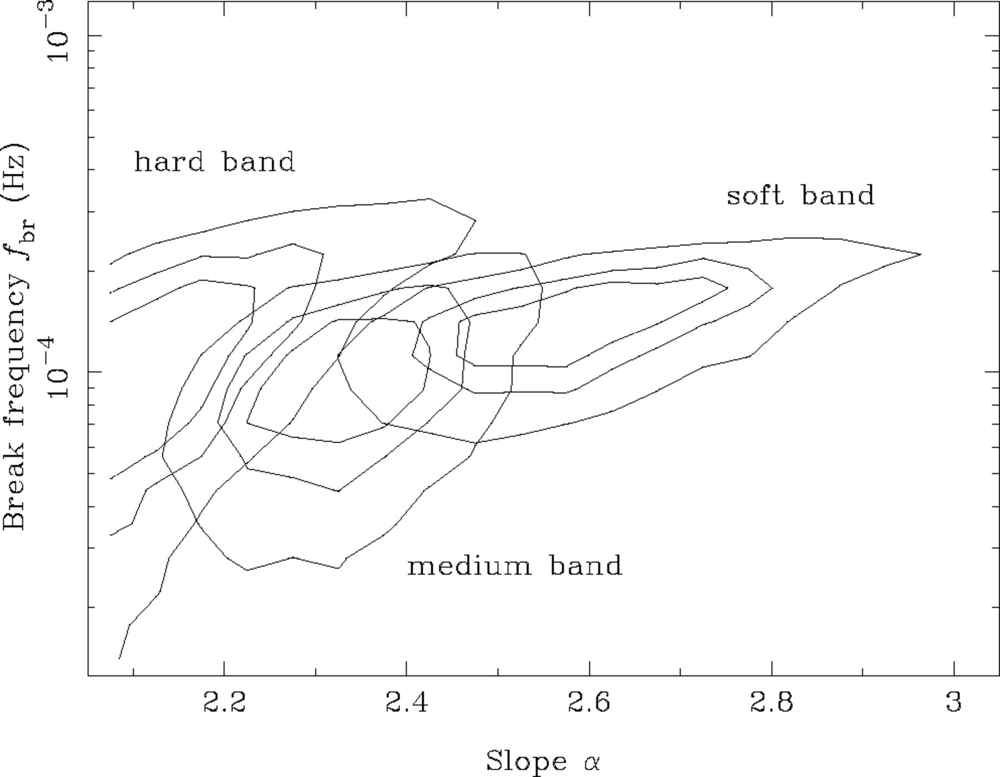 10⁻³
hard band
soft band
Break frequency f_br (Hz)
10⁻⁴
medium band
2.2 2.4 2.6 2.8 3
Slope α